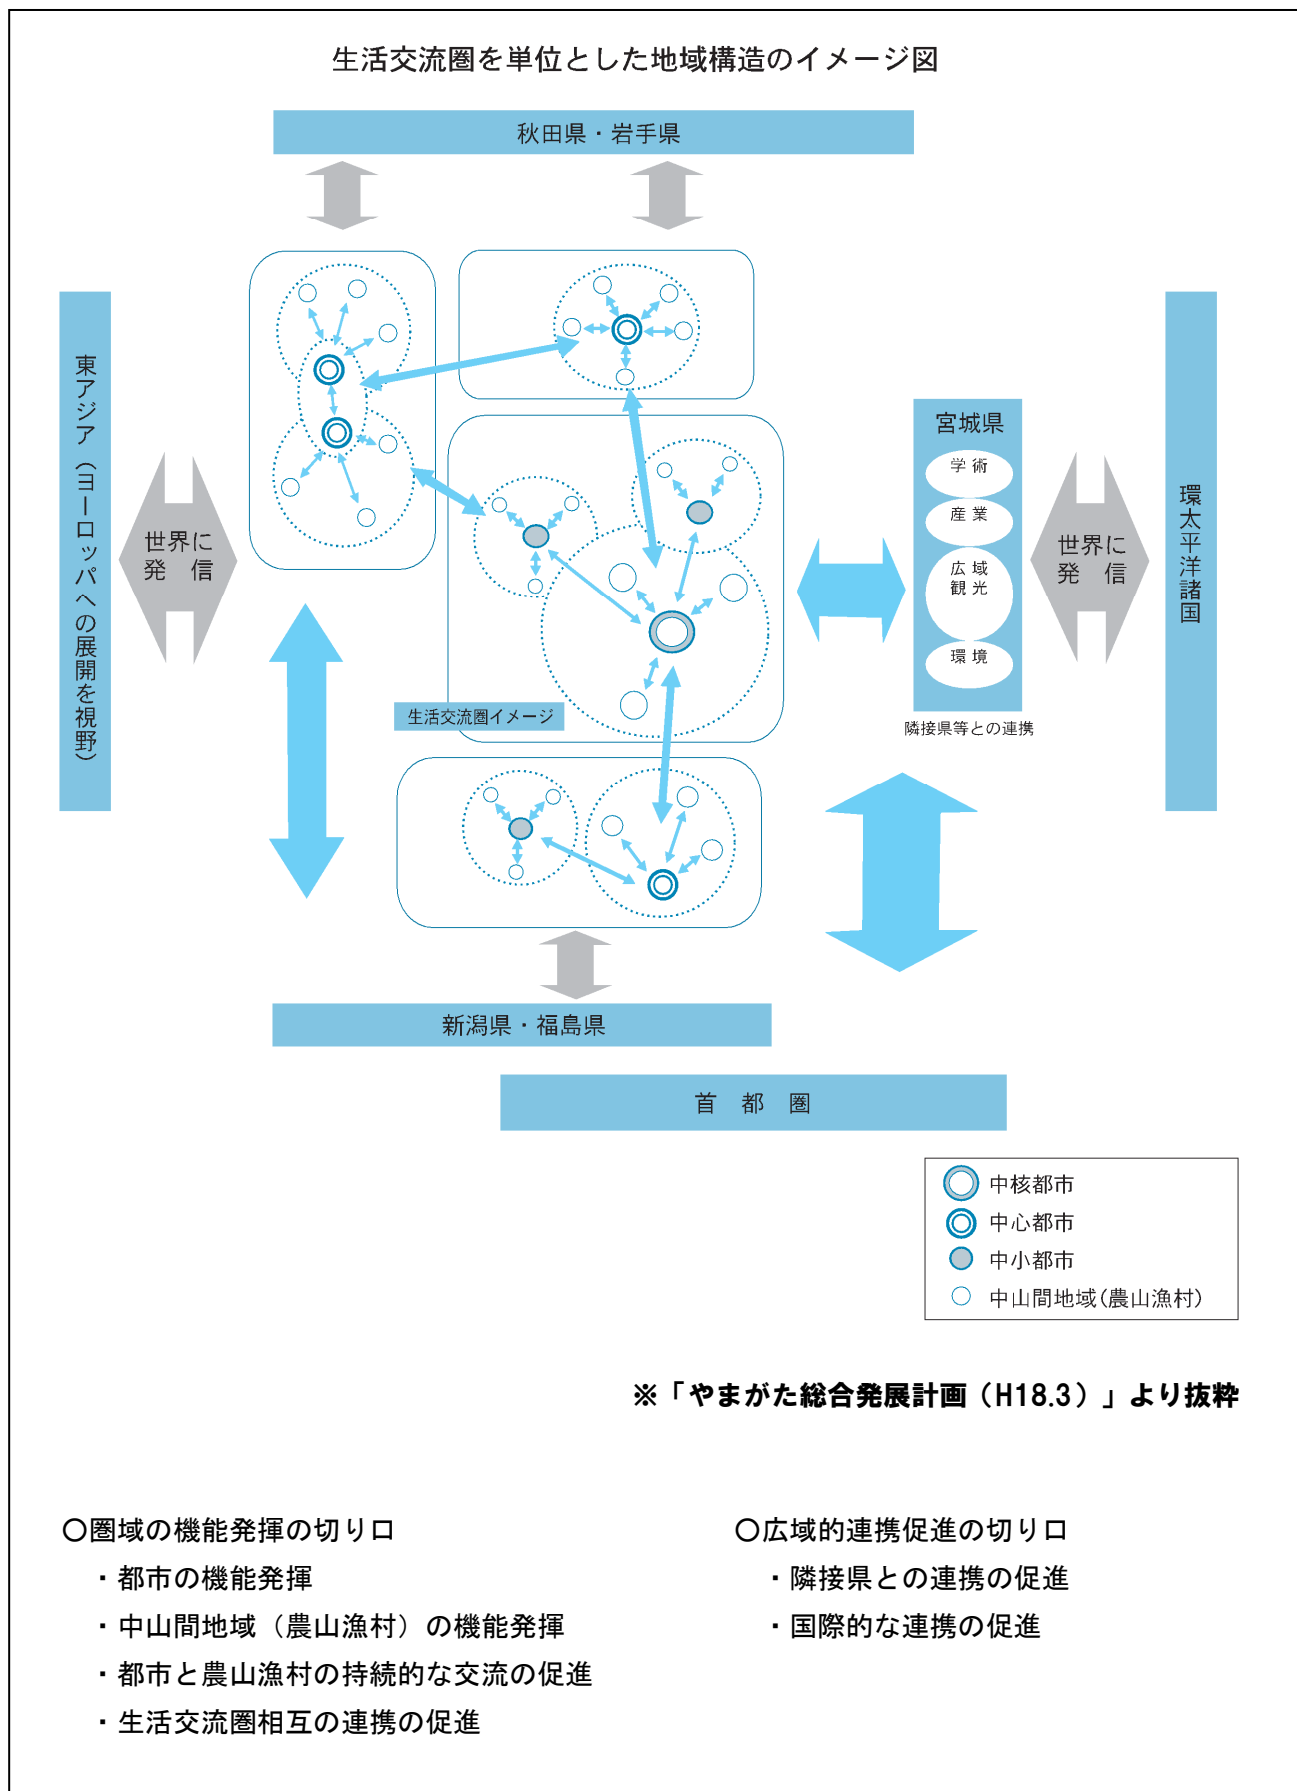 生活交流圏を単位とした地域構造のイメージ図
秋田県・岩手県
東アジア（ヨーロッパへの展開を視野）
世界に
発　信
宮城県
学 術
産 業
広 域
観 光
環 境
隣接県等との連携
世界に
発　信
環太平洋諸国
生活交流圏イメージ
新潟県・福島県
首　都　圏
中核都市
中心都市
中小都市
中山間地域（農山漁村）
※「やまがた総合発展計画（H18.3）」より抜粋
〇圏域の機能発揮の切り口
・都市の機能発揮
・中山間地域（農山漁村）の機能発揮
・都市と農山漁村の持続的な交流の促進
・生活交流圏相互の連携の促進
〇広域的連携促進の切り口
・隣接県との連携の促進
・国際的な連携の促進